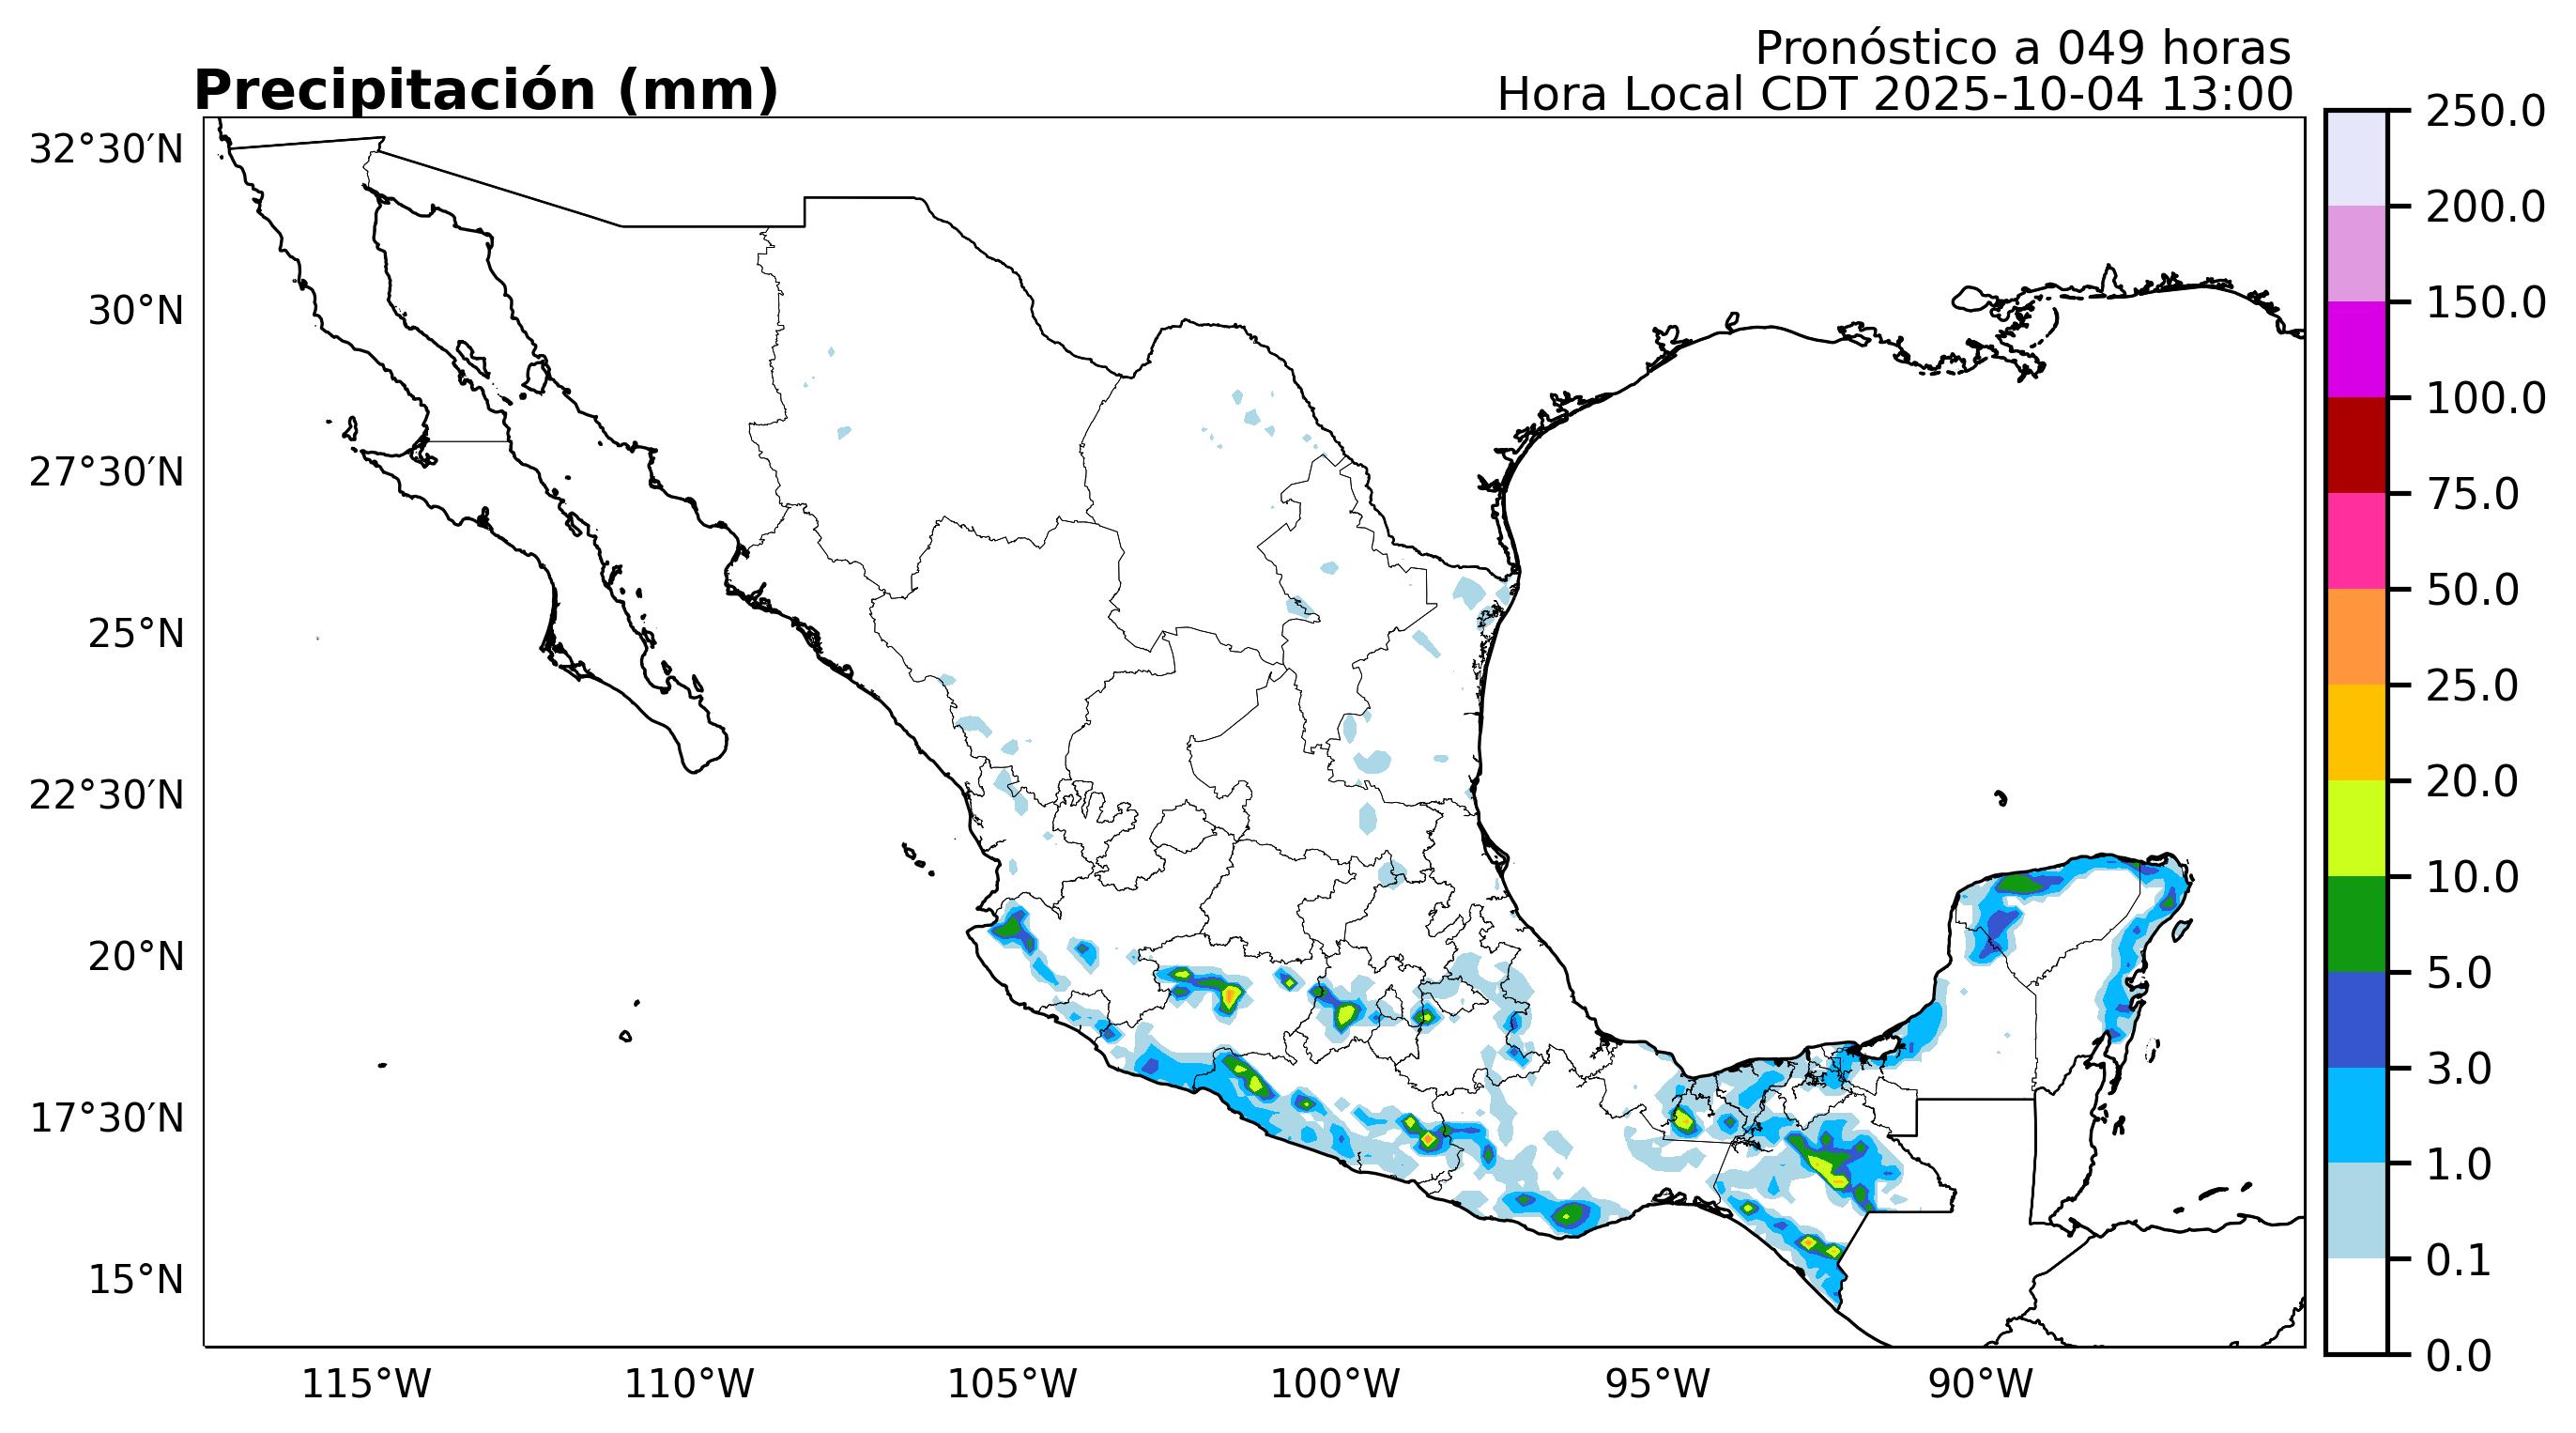 Pronóstico a 049 horas
Precipitación (mm)
Hora Local CDT 2025-10-04 13:00
32°30′N
30°N
27°30′N
25°N
22°30′N
20°N
17°30′N
15°N
115°W
110°W
105°W
100°W
95°W
90°W
250.0
200.0
150.0
100.0
75.0
50.0
25.0
20.0
10.0
5.0
3.0
1.0
0.1
0.0